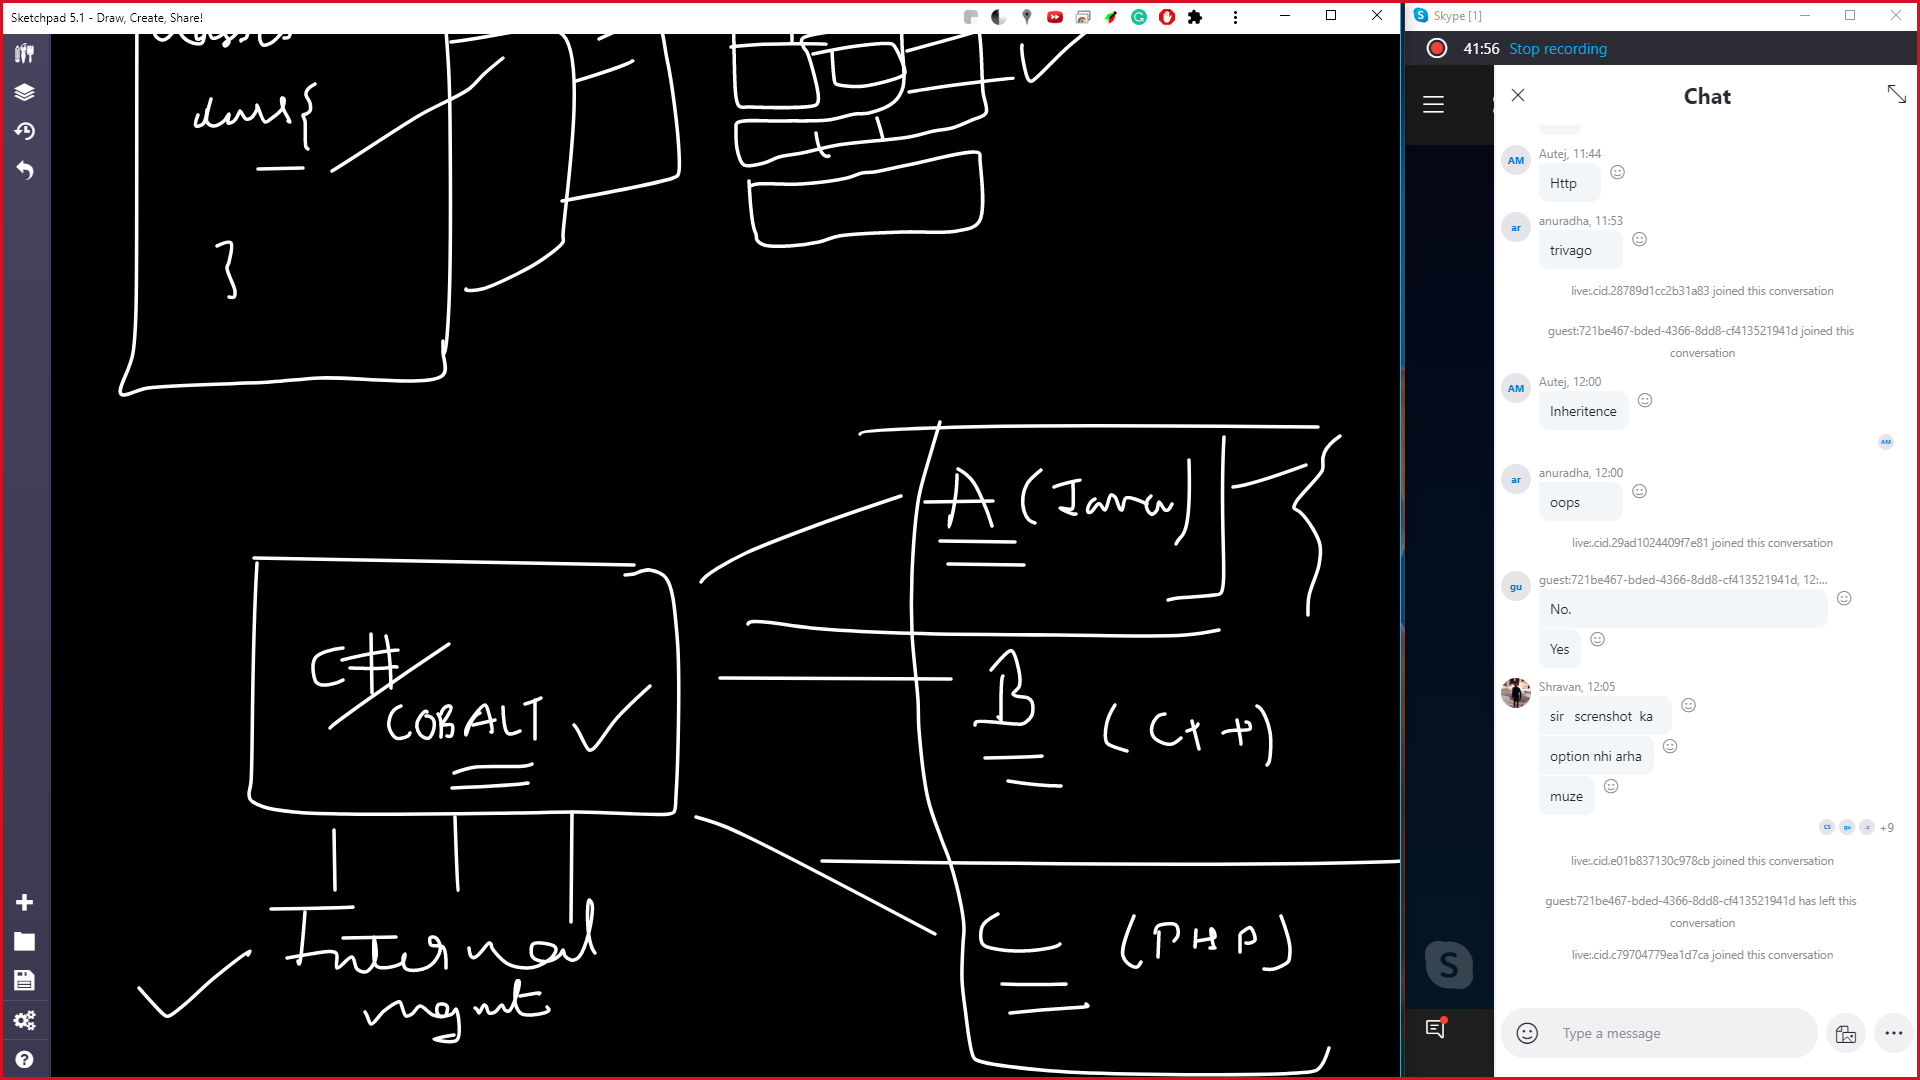 Sketchpad 5.1 - Draw, Create, Share!
class{
}
A (Java)
C#
COBALT
B (C++)
C (PHP)
Internal
mgmt
Skype [1]
41:56 Stop recording
Chat
AM
Autej, 11:44
Http
ar
anuradha, 11:53
trivago
live:.cid.28789d1cc2b31a83 joined this conversation
guest:721be467-bded-4366-8dd8-cf413521941d joined this
conversation
AM
Autej, 12:00
Inheritence
AM
ar
anuradha, 12:00
oops
live:.cid.29ad1024409f7e81 joined this conversation
gu
guest:721be467-bded-4366-8dd8-cf413521941d, 12:...
No.
Yes
Shravan, 12:05
sir screnshot ka
option nhi arha
muze
CS gu .c +9
live:.cid.e01b837130c978cb joined this conversation
guest:721be467-bded-4366-8dd8-cf413521941d has left this
conversation
live:.cid.c79704779ea1d7ca joined this conversation
Type a message